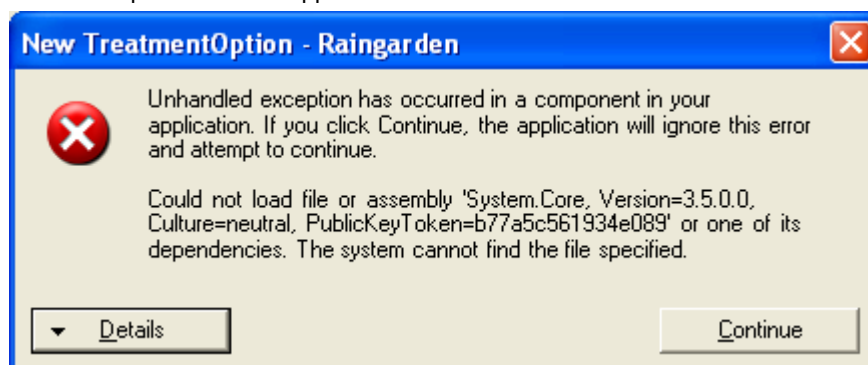 New TreatmentOption - Raingarden
Unhandled exception has occurred in a component in your
application. If you click Continue, the application will ignore this error
and attempt to continue.
Could not load file or assembly 'System.Core, Version=3.5.0.0,
Culture=neutral, PublicKeyToken=b77a5c561934e089' or one of its
dependencies. The system cannot find the file specified.
Details
Continue